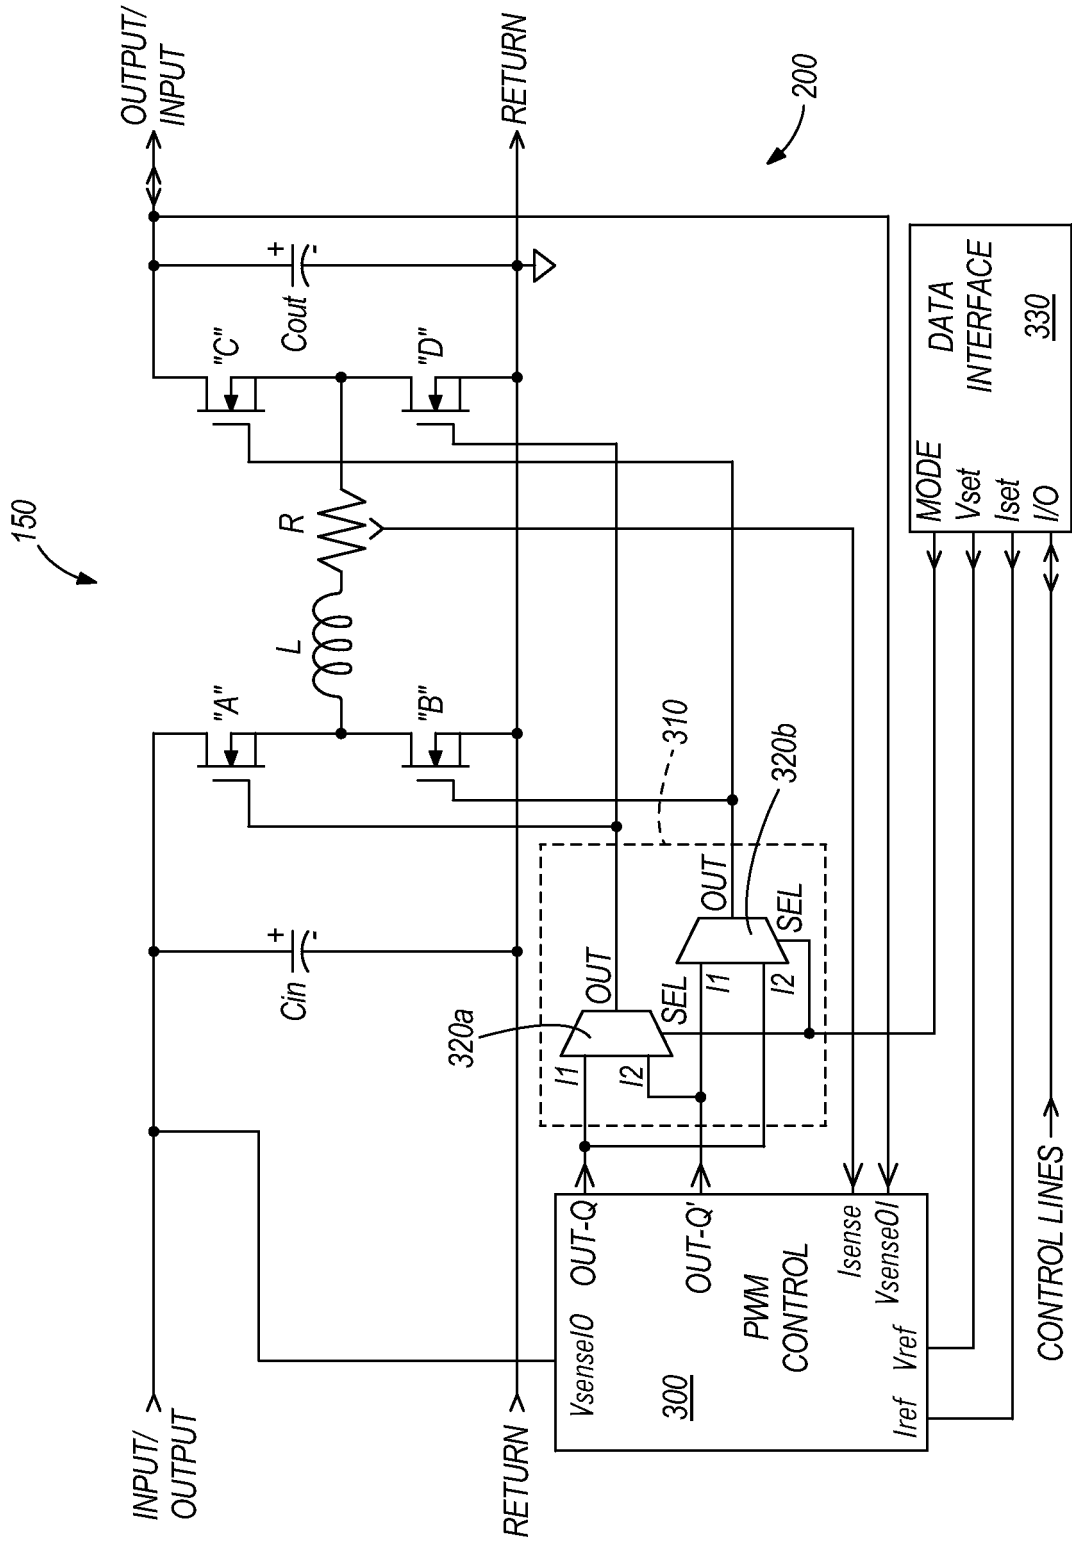 150
OUTPUT/
INPUT
RETURN
200
"A"
"B"
"C"
"D"
L
R
Cin
+
-
Cout
+
-
INPUT/
OUTPUT
RETURN
310
320a
320b
OUT
SEL
I1
I2
OUT
SEL
I1
I2
VsenseIO
OUT-Q
OUT-Q'
PWM
CONTROL
300
Isense
VsenseOI
Iref
Vref
DATA
INTERFACE
330
MODE
Vset
Iset
I/O
CONTROL LINES